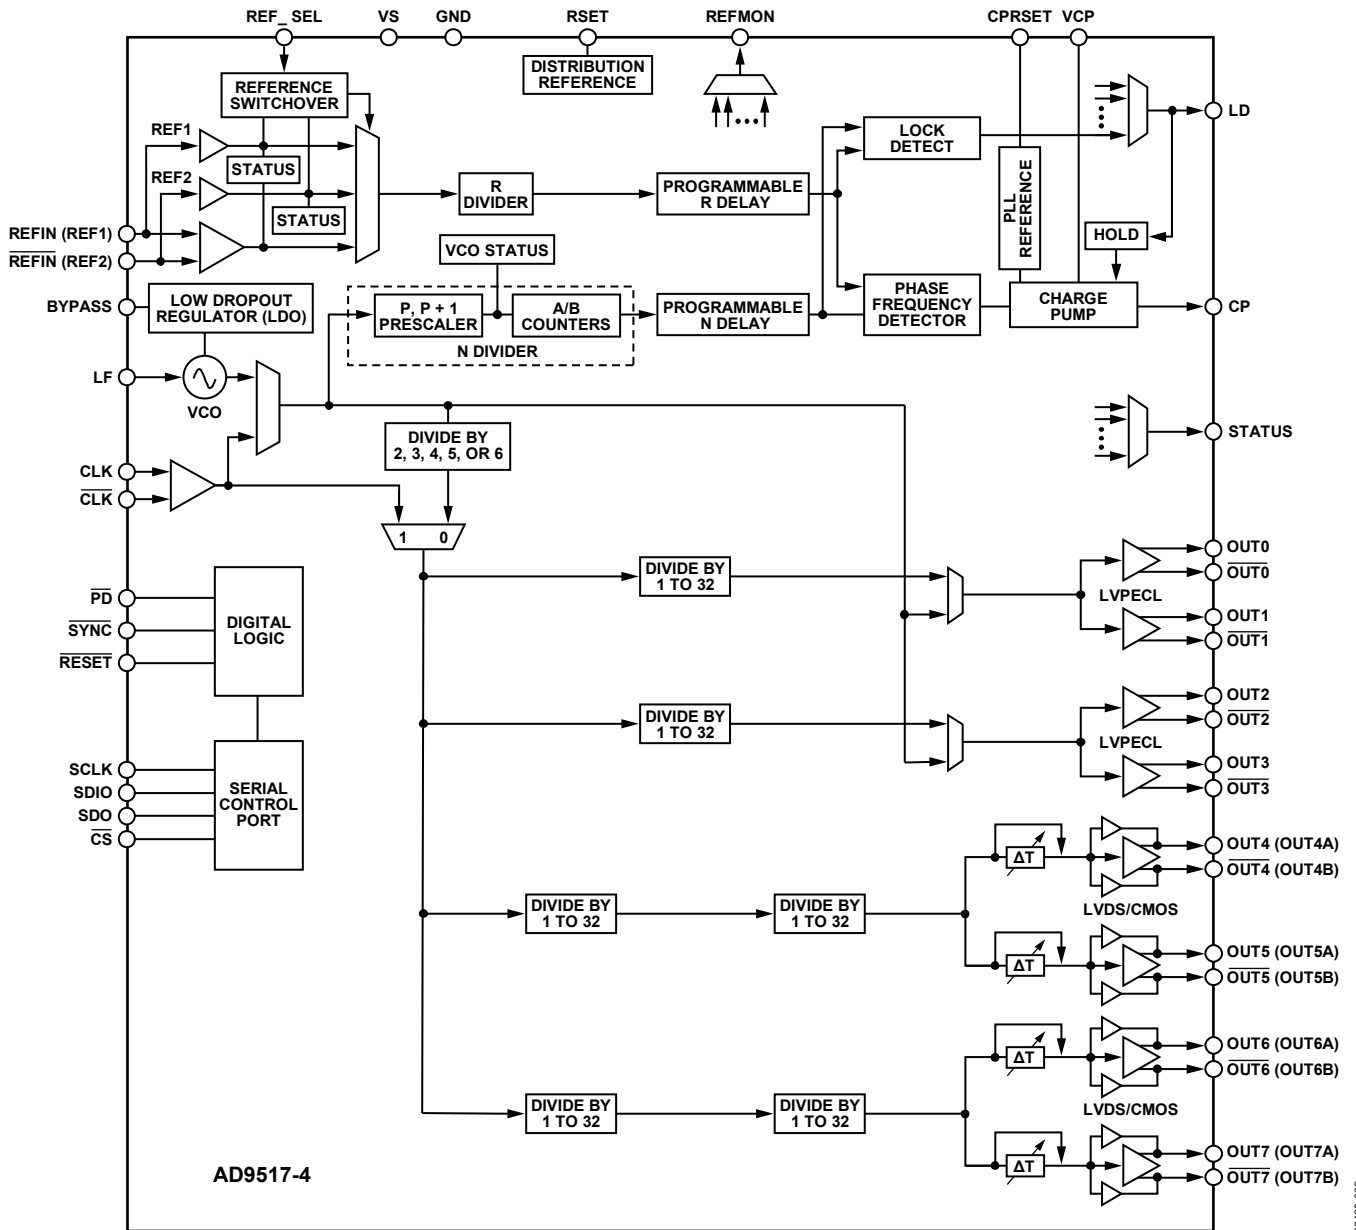 REF_ SEL VS GND RSET REFMON CPRSET VCP
DISTRIBUTION
REFERENCE
REFERENCE
SWITCHOVER
REF1
STATUS
REF2
STATUS
R
DIVIDER
PROGRAMMABLE
R DELAY
LOCK
DETECT
LD
PLL
REFERENCE
HOLD
REFIN (REF1)
REFIN (REF2)
VCO STATUS
BYPASS
LOW DROPOUT
REGULATOR (LDO)
P, P + 1
PRESCALER
A/B
COUNTERS
N DIVIDER
PROGRAMMABLE
N DELAY
PHASE
FREQUENCY
DETECTOR
CHARGE
PUMP
CP
LF
VCO
STATUS
DIVIDE BY
2, 3, 4, 5, OR 6
CLK
CLK
1 0
DIVIDE BY
1 TO 32
LVPECL
OUT0
OUT0
OUT1
OUT1
PD
SYNC
RESET
DIGITAL
LOGIC
DIVIDE BY
1 TO 32
LVPECL
OUT2
OUT2
OUT3
OUT3
SCLK
SDIO
SDO
CS
SERIAL
CONTROL
PORT
DIVIDE BY
1 TO 32
DIVIDE BY
1 TO 32
ΔT
LVDS/CMOS
ΔT
OUT4 (OUT4A)
OUT4 (OUT4B)
OUT5 (OUT5A)
OUT5 (OUT5B)
DIVIDE BY
1 TO 32
DIVIDE BY
1 TO 32
ΔT
LVDS/CMOS
ΔT
OUT6 (OUT6A)
OUT6 (OUT6B)
OUT7 (OUT7A)
OUT7 (OUT7B)
AD9517-4